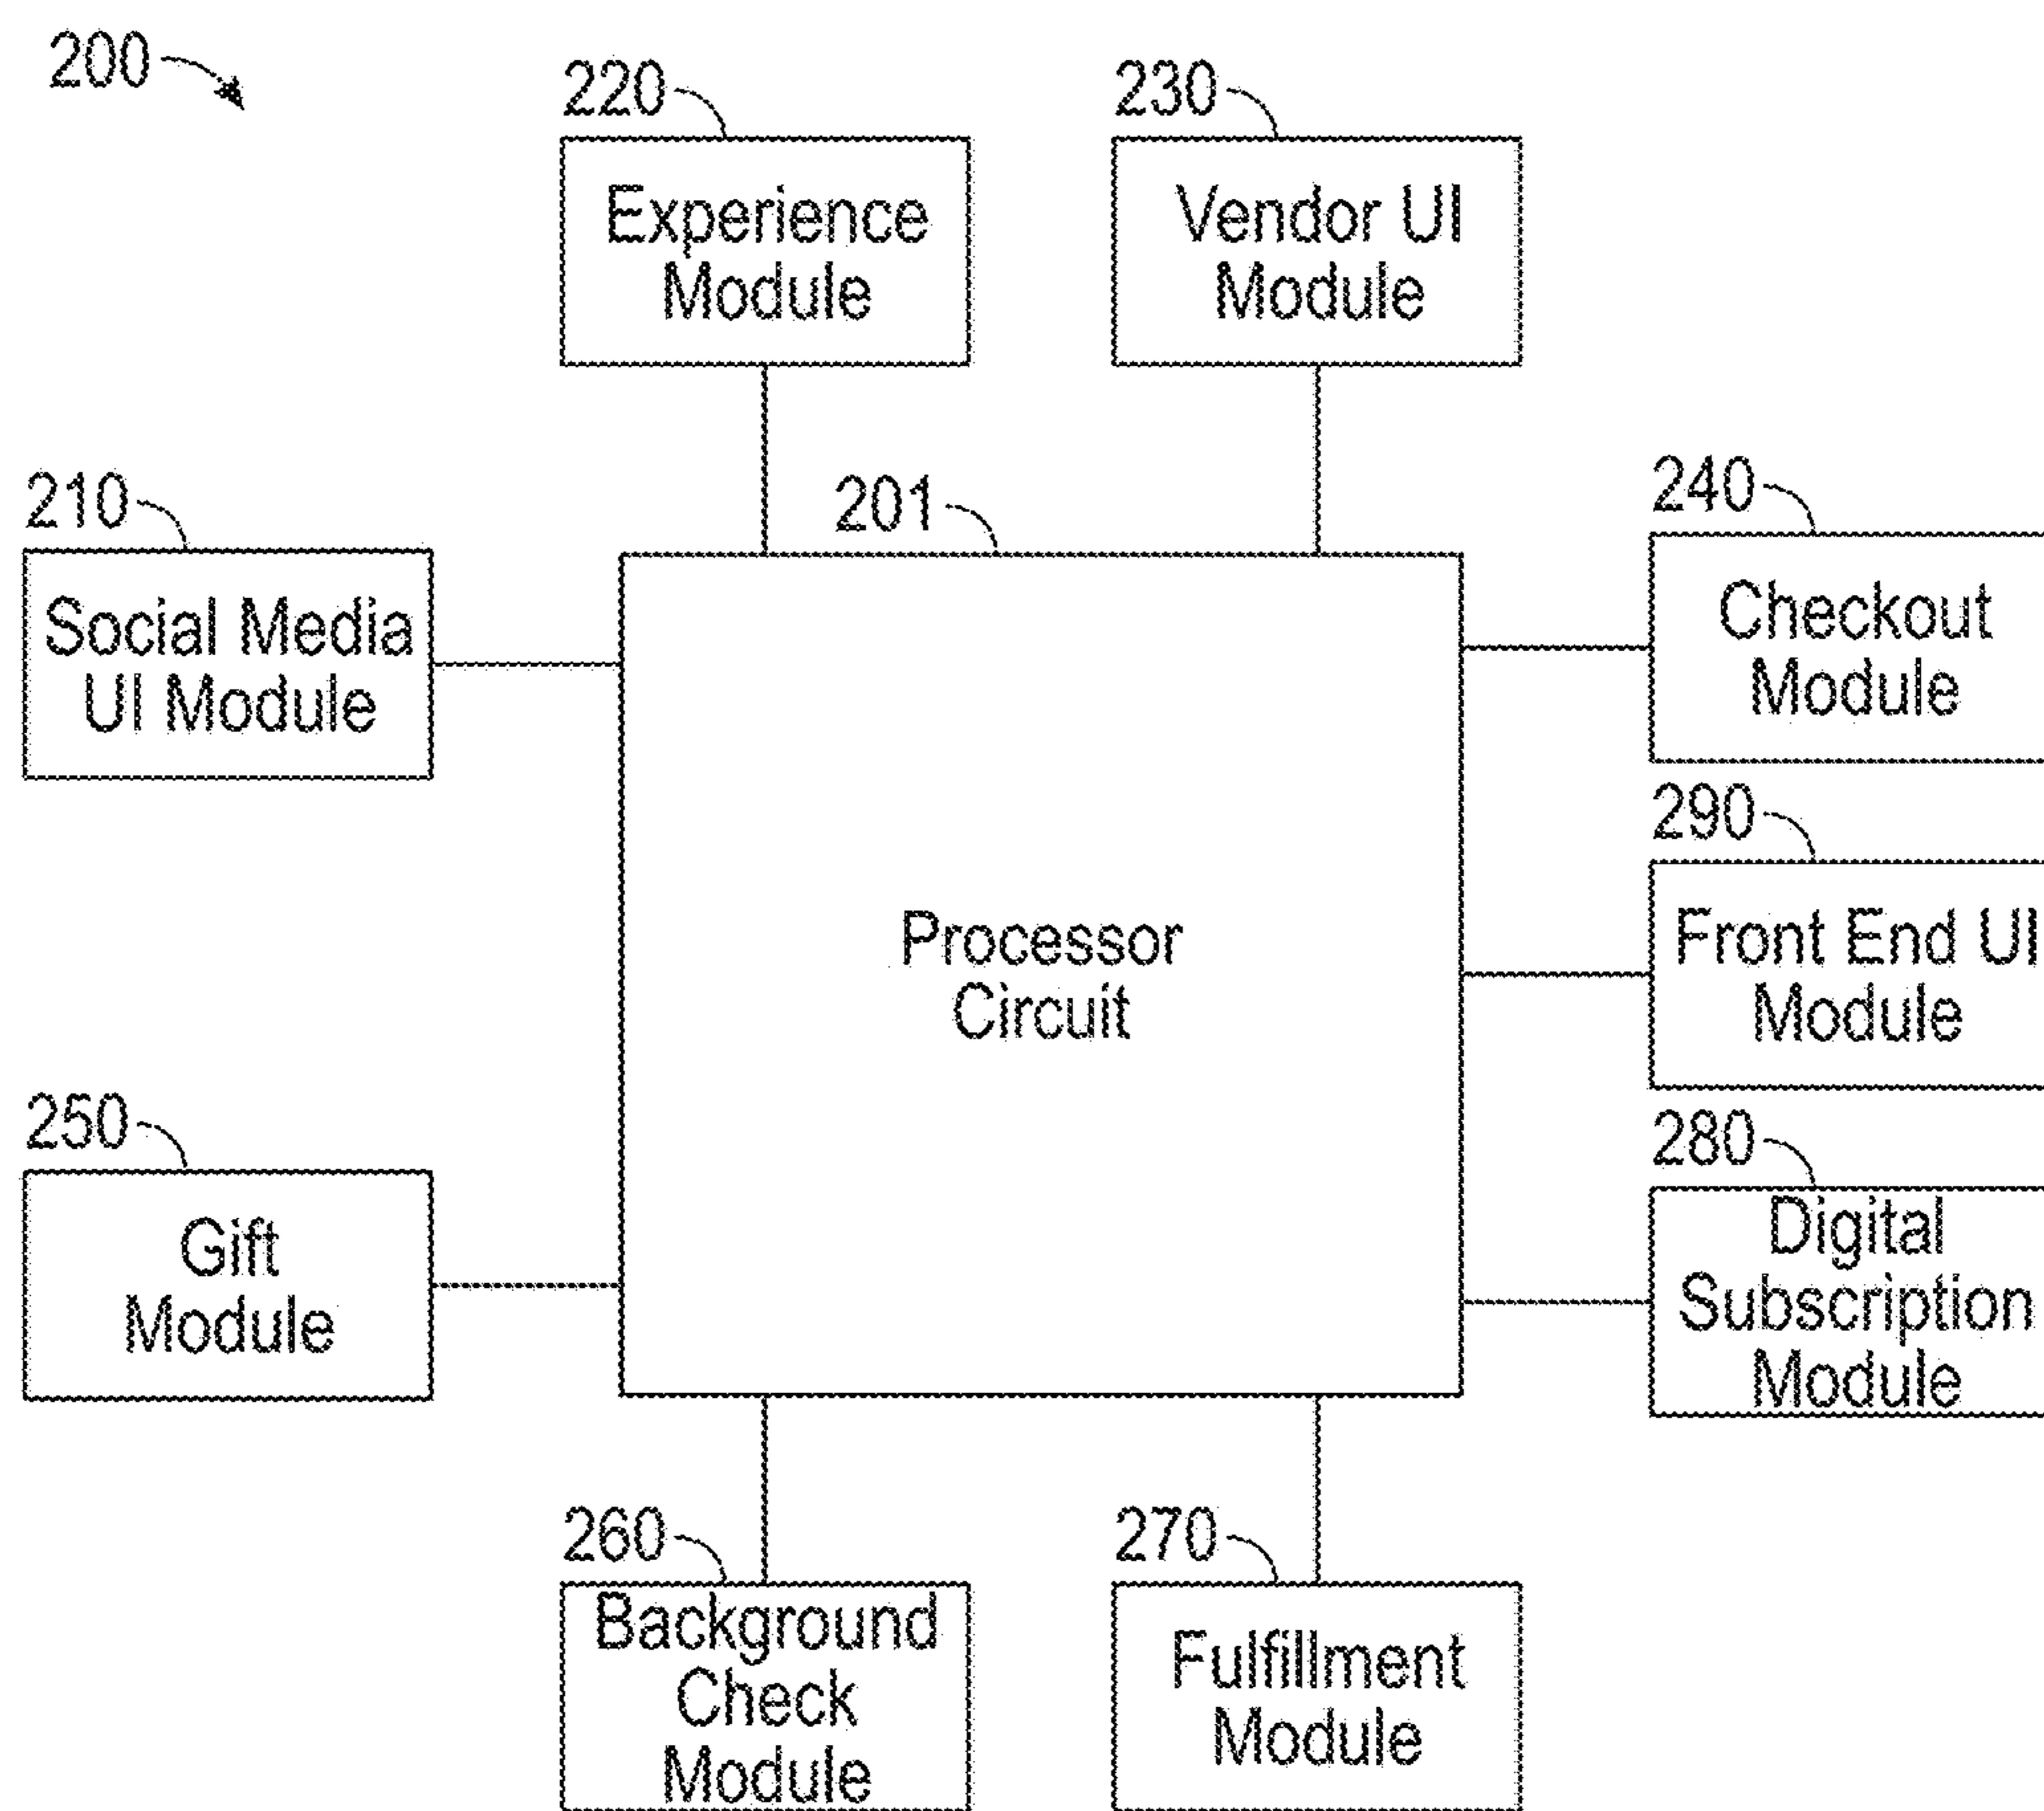 200
220
Experience
Module
230
Vendor UI
Module
210
Social Media
UI Module
201
Processor
Circuit
240
Checkout
Module
290
Front End UI
Module
250
Gift
Module
280
Digital
Subscription
Module
260
Background
Check
Module
270
Fulfillment
Module